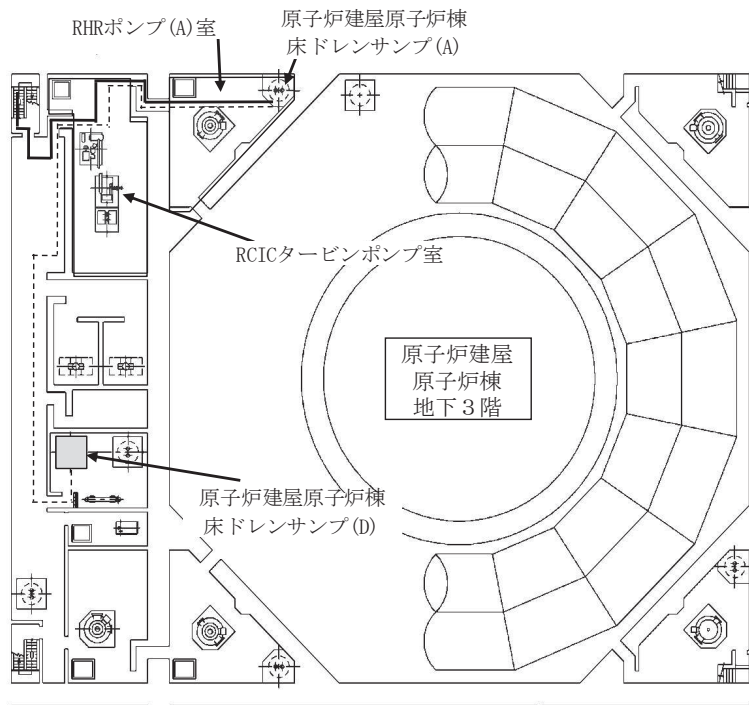 RHRポンプ(A)室
原子炉建屋原子炉棟
床ドレンサンプ(A)
RCICタービンポンプ室
原子炉建屋
原子炉棟
地下3階
原子炉建屋原子炉棟
床ドレンサンプ(D)